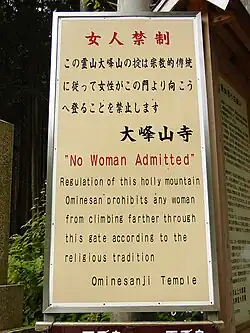 女人禁制
この霊山大峰山の掟は宗教的傳統
に従って女性がこの門より向こう
へ登ることを禁止します
大峰山寺
"No Woman Admitted"
Regulation of this holly mountain
Ominesan prohibits any woman
from climbing farther through
this gate according to the
religious tradition
Ominesanji Temple